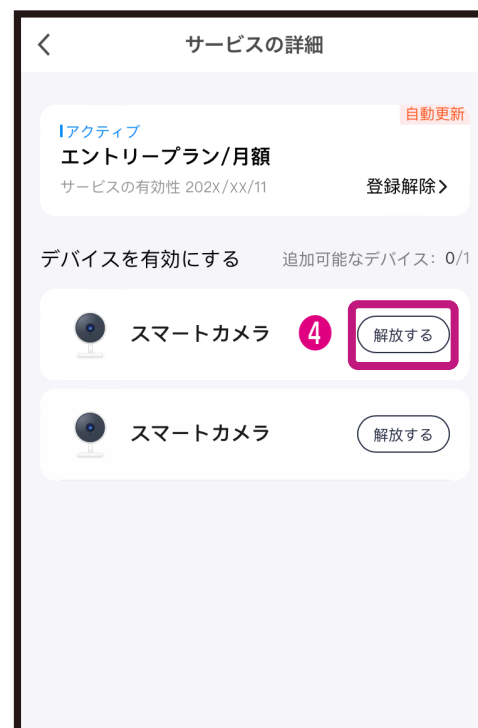 サービスの詳細
自動更新
アクティブ
エントリープラン/月額
サービスの有効性 202X/XX/11
登録解除
デバイスを有効にする
追加可能なデバイス: 0/1
スマートカメラ
4
解放する
スマートカメラ
解放する